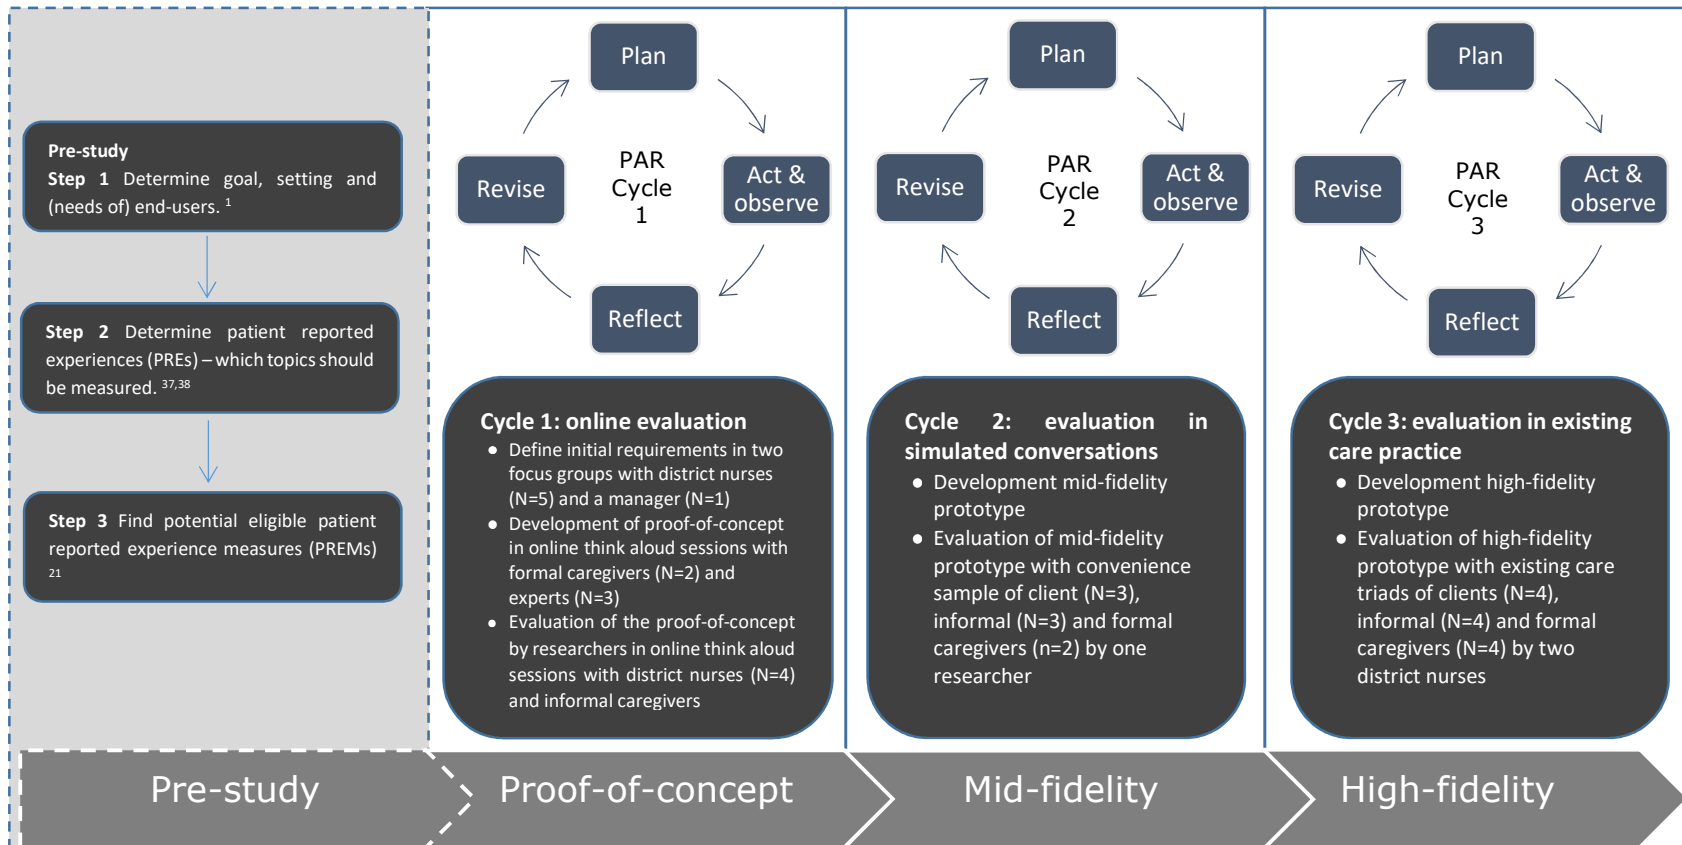 Pre-study
Step 1 Determine goal, setting and
(needs of) end-users. 1
Step 2 Determine patient reported
experiences (PREs) – which topics should
be measured. 37,38
Step 3 Find potential eligible patient
reported experience measures (PREMs)
21
Plan
Act &
observe
Reflect
Revise
PAR
Cycle
1
Cycle 1: online evaluation
● Define initial requirements in two
focus groups with district nurses
(N=5) and a manager (N=1)
● Development of proof-of-concept
in online think aloud sessions with
formal caregivers (N=2) and
experts (N=3)
● Evaluation of the proof-of-concept
by researchers in online think aloud
sessions with district nurses (N=4)
and informal caregivers
Plan
Act &
observe
Reflect
Revise
PAR
Cycle
2
Cycle 2: evaluation in
simulated conversations
● Development mid-fidelity
prototype
● Evaluation of mid-fidelity
prototype with convenience
sample of client (N=3),
informal (N=3) and formal
caregivers (n=2) by one
researcher
Plan
Act &
observe
Reflect
Revise
PAR
Cycle
3
Cycle 3: evaluation in existing
care practice
● Development high-fidelity
prototype
● Evaluation of high-fidelity
prototype with existing care
triads of clients (N=4),
informal (N=4) and formal
caregivers (N=4) by two
district nurses
Pre-study
Proof-of-concept
Mid-fidelity
High-fidelity